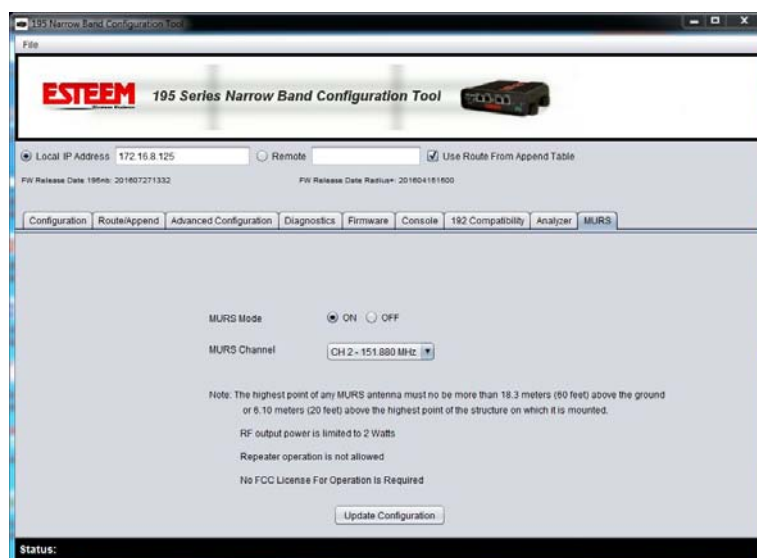 195 Narrow Band Configuration Tool
File
ESTEEM 195 Series Narrow Band Configuration Tool
Local IP Address 172.16.8.125 Remote Use Route From Append Table
FW Release Date 195nb: 201607271332 FW Release Date Radius+: 201604161600
Configuration Route/Append Advanced Configuration Diagnostics Firmware Console 192 Compatibility Analyzer MURS
MURS Mode ON OFF
MURS Channel CH 2 - 151.880 MHz
Note: The highest point of any MURS antenna must no be more than 18.3 meters (60 feet) above the ground
or 6.10 meters (20 feet) above the highest point of the structure on which it is mounted.
RF output power is limited to 2 Watts
Repeater operation is not allowed
No FCC License For Operation Is Required
Update Configuration
Status: